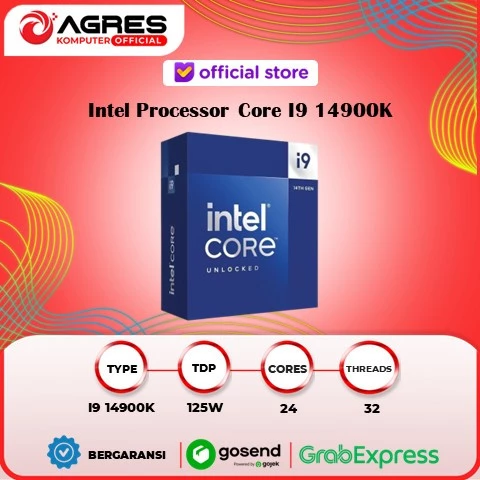 AGRES
KOMPUTER OFFICIAL
official store
Intel Processor Core I9 14900K
i9
14TH GEN
i9
intel CORE
intel
CORE
UNLOCKED
TYPE TDP CORES THREADS
I9 14900K 125W 24 32
BERGARANSI
gosend
Powered by gojek
GrabExpress